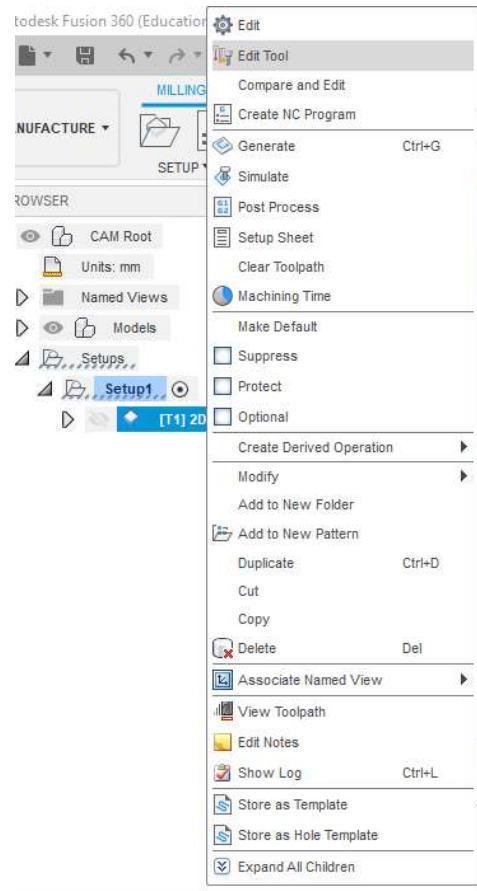 todesk Fusion 360 (Education
MILLING
NUFACTURE
SETUP
ROWSER
CAM Root
Units: mm
Named Views
Models
Setups
Setup1
[T1] 2D
Edit
Edit Tool
Compare and Edit
Create NC Program
Generate Ctrl+G
Simulate
G1
G2
Post Process
Setup Sheet
Clear Toolpath
Machining Time
Make Default
Suppress
Protect
Optional
Create Derived Operation
Modify
Add to New Folder
Add to New Pattern
Duplicate Ctrl+D
Cut
Copy
Delete Del
Associate Named View
View Toolpath
Edit Notes
Show Log Ctrl+L
Store as Template
Store as Hole Template
Expand All Children